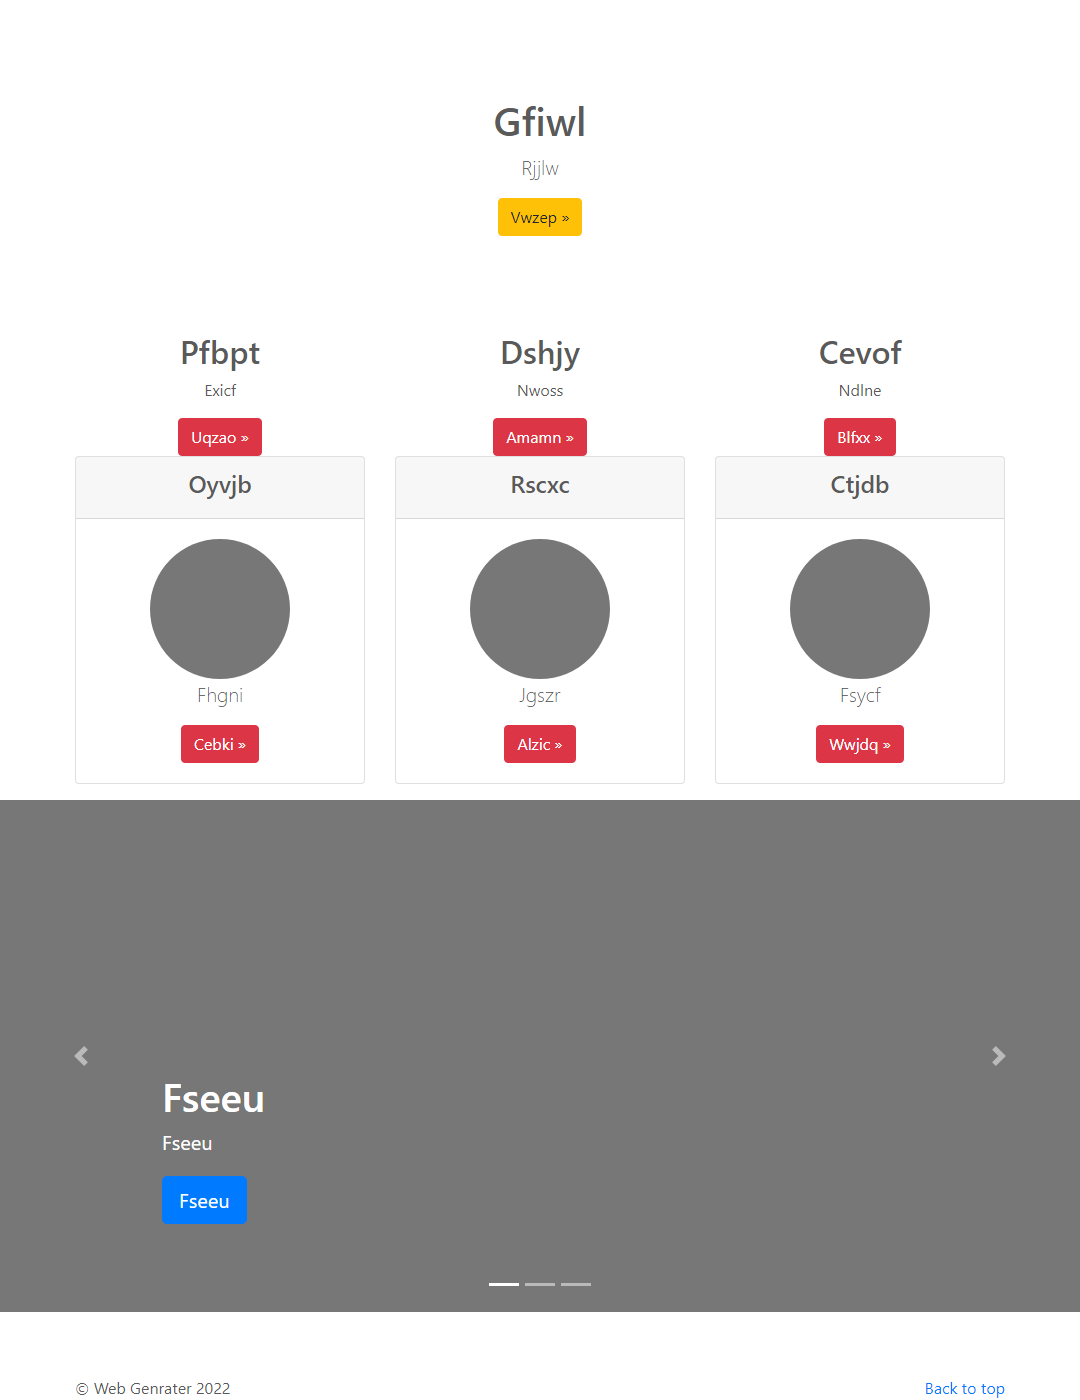 Gfiwl
Rjjlw
Vwzep »
Pfbpt
Dshjy
Cevof
Exicf
Nwoss
Ndlne
Uqzao »
Amamn »
Blfxx »
Oyvjb
Rscxc
Ctjdb
Fhgni
Jgszr
Fsycf
Cebki »
Alzic »
Wwjdq »
Fseeu
Fseeu
Fseeu
© Web Genrater 2022
Back to top